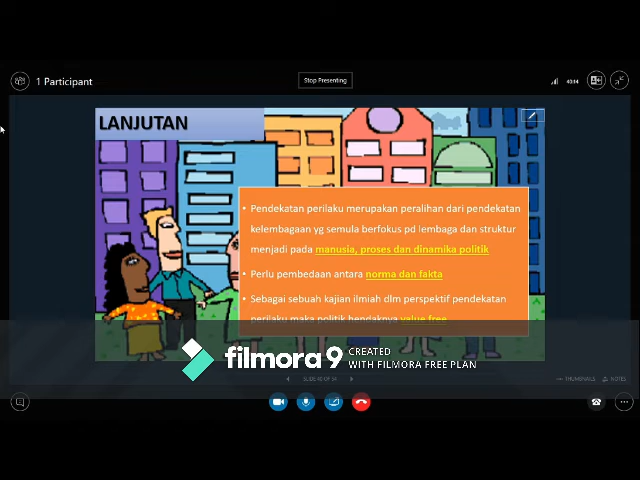 1 Participant
Stop Presenting
LANJUTAN
• Pendekatan perilaku merupakan peralihan dari pendekatan
kelembagaan yg semula berfokus pd lembaga dan struktur
menjadi pada manusia, proses dan dinamika politik
• Perlu pembedaan antara norma dan fakta
• Sebagai sebuah kajian ilmiah dlm perspektif pendekatan
perilaku maka politik hendaknya value free
filmora 9 CREATED
WITH FILMORA FREE PLAN
THUMBNAILS
NOTES